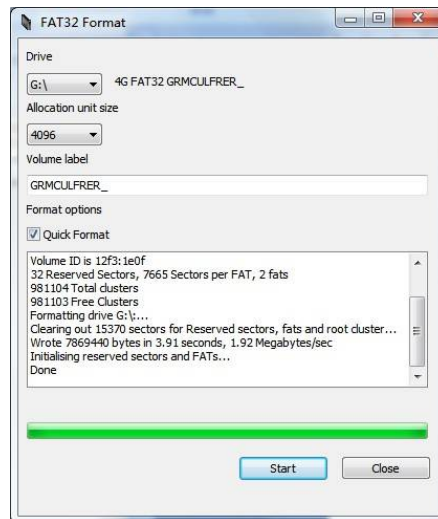 FAT32 Format
Drive
G:\ 4G FAT32 GRMCULFRER_
Allocation unit size
4096
Volume label
GRMCULFRER_
Format options
Quick Format
Volume ID is 12f3:1e0f
32 Reserved Sectors, 7665 Sectors per FAT, 2 fats
981104 Total clusters
981103 Free Clusters
Formatting drive G:\:...
Clearing out 15370 sectors for Reserved sectors, fats and root cluster...
Wrote 7869440 bytes in 3.91 seconds, 1.92 Megabytes/sec
Initialising reserved sectors and FATs...
Done
Start Close